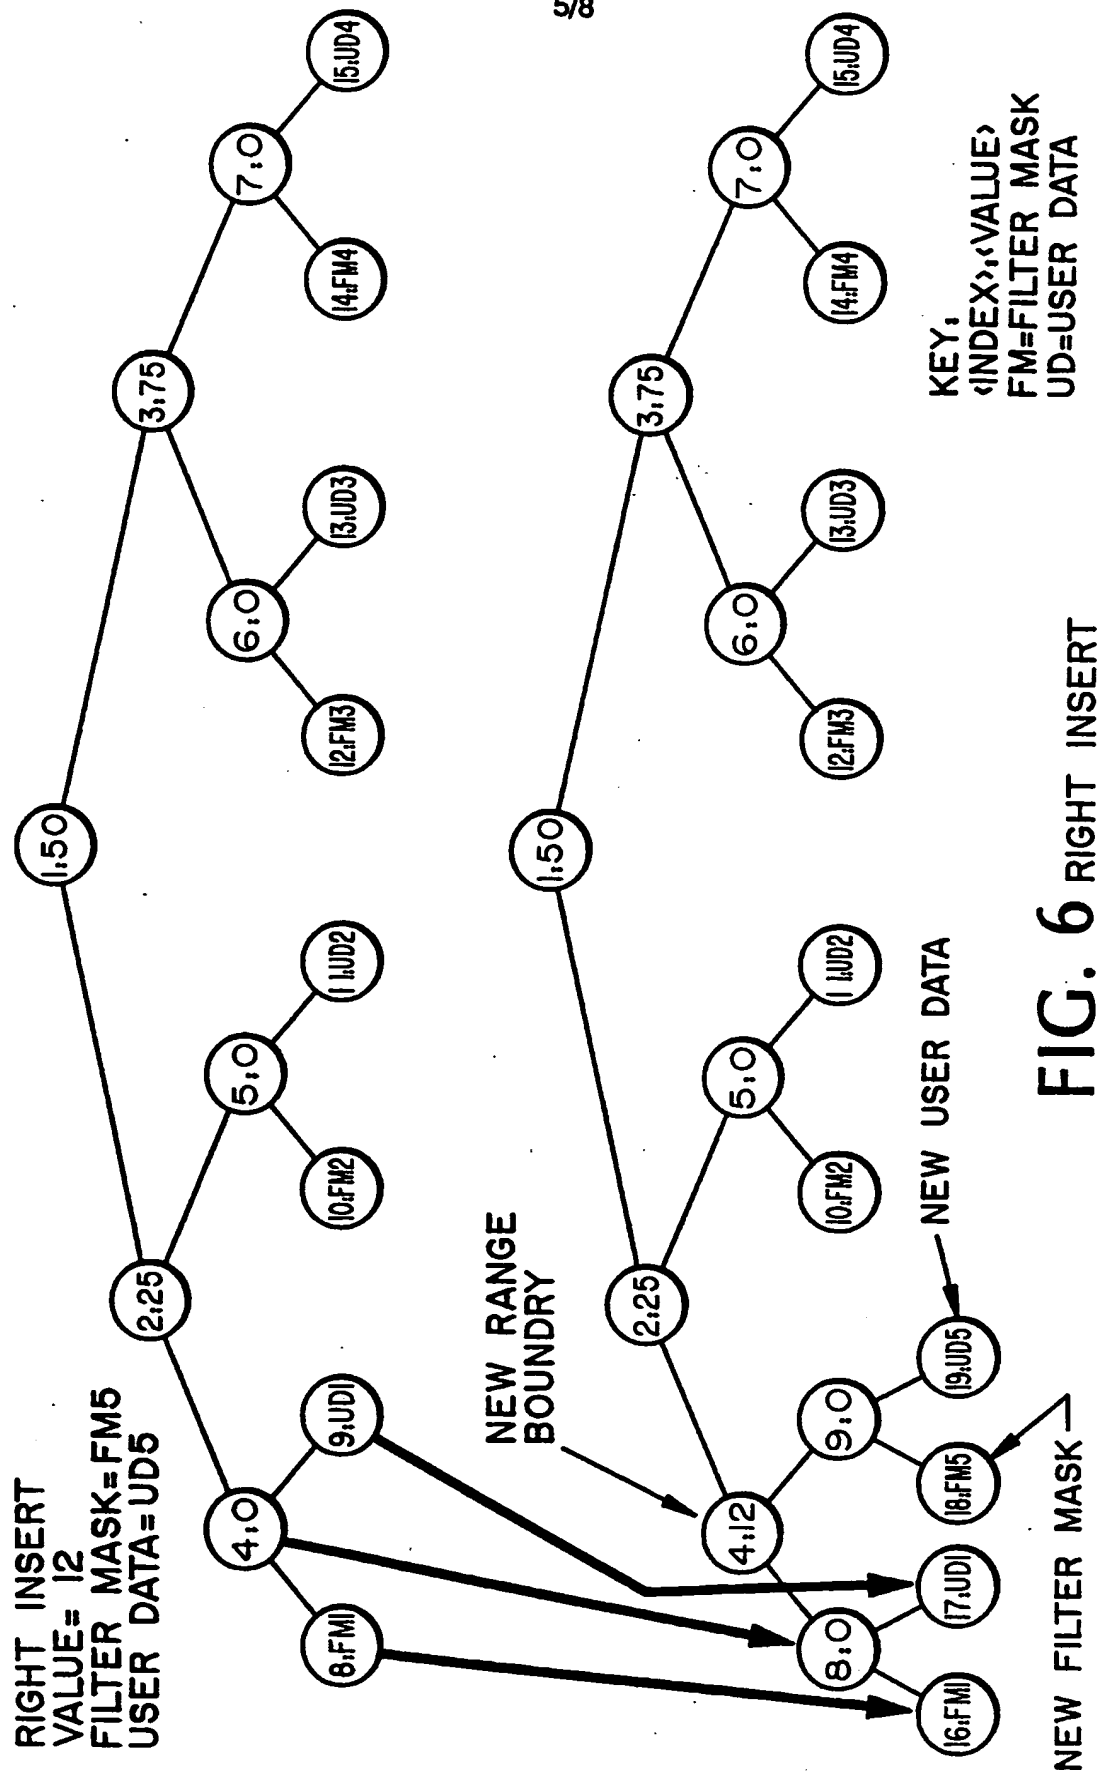 5/8
RIGHT INSERT
VALUE= 12
FILTER MASK=FM5
USER DATA=UD5
1:50
2:25
3:75
4:0
5:0
6:0
7:0
8:FM1
9:UD1
10:FM2
11:UD2
12:FM3
13:UD3
14:FM4
15:UD4
NEW RANGE
BOUNDRY
1:50
2:25
3:75
4:12
5:0
6:0
7:0
8:0
9:0
10:FM2
11:UD2
12:FM3
13:UD3
14:FM4
15:UD4
16:FM1
17:UD1
18:FM5
19:UD5
NEW USER DATA
NEW FILTER MASK
KEY:
<INDEX>:<VALUE>
FM=FILTER MASK
UD=USER DATA
FIG. 6 RIGHT INSERT